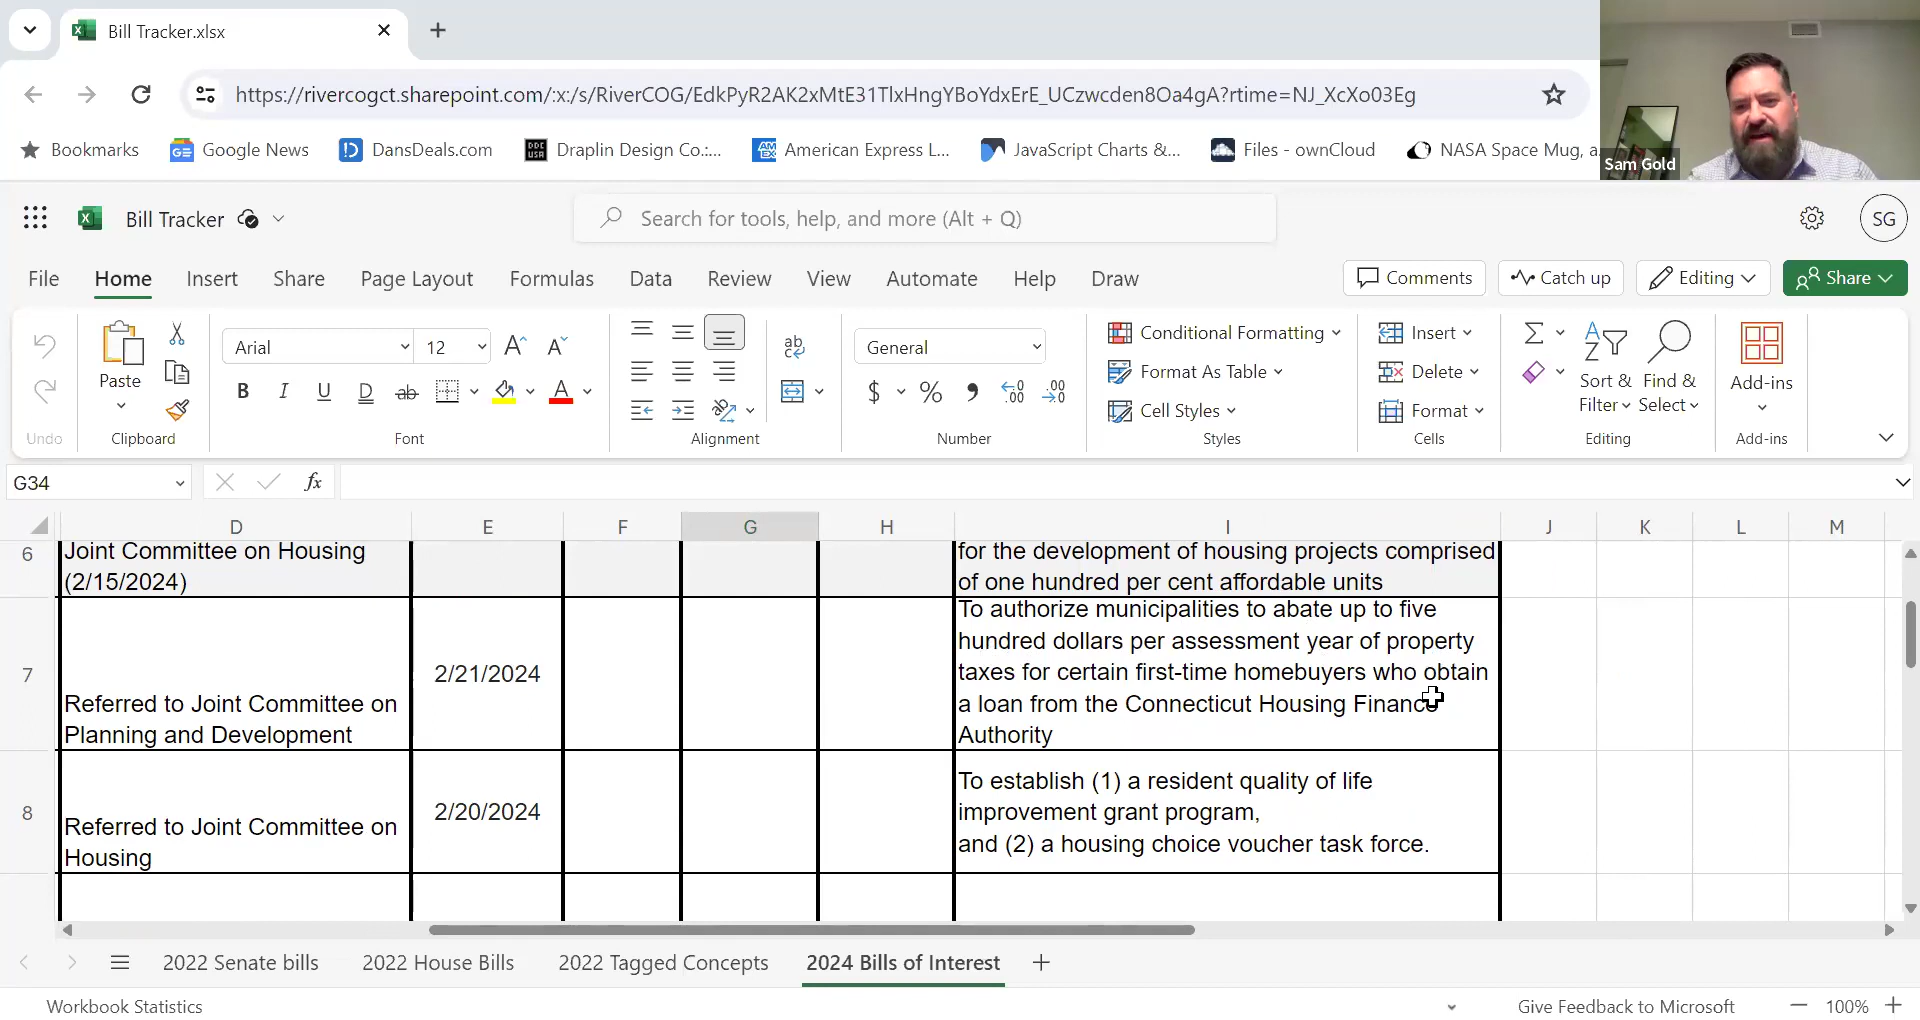 Bill Tracker.xlsx
https://rivercogct.sharepoint.com/:x:/s/RiverCOG/EdkPyR2AK2xMtE31TlxHngYBoYdxErE_UCzwcden8Oa4gA?rtime=NJ_XcXo03Eg
Bookmarks
Google News
DansDeals.com
DDC USA
Draplin Design Co.:...
AM EX
American Express L...
JavaScript Charts &...
Files - ownCloud
NASA Space Mug, a
Sam Gold
Bill Tracker
Search for tools, help, and more (Alt + Q)
SG
File Home Insert Share Page Layout Formulas Data Review View Automate Help Draw
Comments
Catch up
Editing
Share
Undo
Paste
Clipboard
Arial
12
B I U D ab
Font
ab
Alignment
General
$ % ,
.00
.00
Number
Conditional Formatting
Format As Table
Cell Styles
Styles
Insert
Delete
Format
Cells
Sort &
Filter
Find &
Select
Editing
Add-ins
Add-ins
G34
fx
D E F G H I J K L M
6
Joint Committee on Housing
(2/15/2024)
for the development of housing projects comprised
of one hundred per cent affordable units
7
Referred to Joint Committee on
Planning and Development
2/21/2024
To authorize municipalities to abate up to five
hundred dollars per assessment year of property
taxes for certain first-time homebuyers who obtain
a loan from the Connecticut Housing Finance
Authority
8
Referred to Joint Committee on
Housing
2/20/2024
To establish (1) a resident quality of life
improvement grant program,
and (2) a housing choice voucher task force.
2022 Senate bills
2022 House Bills
2022 Tagged Concepts
2024 Bills of Interest
Workbook Statistics
Give Feedback to Microsoft
100%